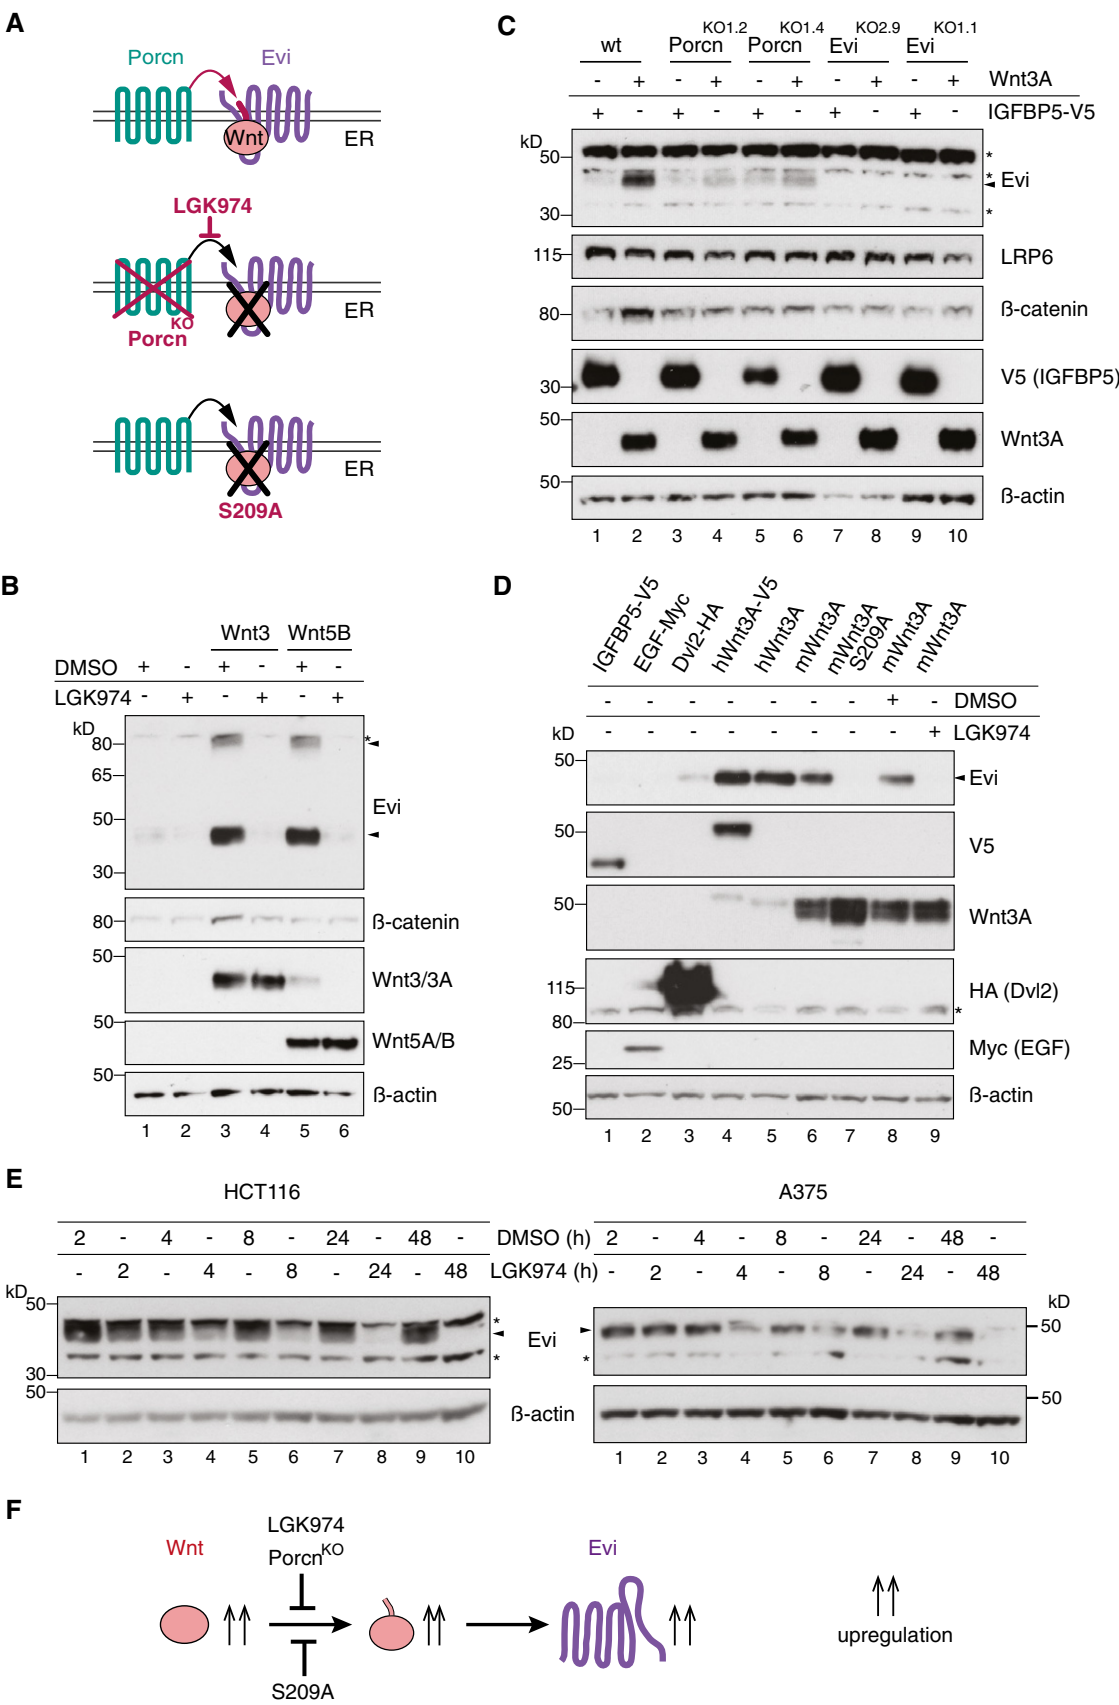 A
Porcn
Evi
Wnt
ER
LGK974
ER
Porcn KO
ER
S209A
B
Wnt3 Wnt5B
DMSO + - + - + -
LGK974 - + - + - +
kD
80
*
65
Evi
50
30
80 ß-catenin
50
Wnt3/3A
50
Wnt5A/B
50
ß-actin
1 2 3 4 5 6
C
wt Porcn KO1.2 Porcn KO1.4 Evi KO2.9 Evi KO1.1
- + - + - + - + - + Wnt3A
+ - + - + - + - + - IGFBP5-V5
kD
50 *
*
Evi
30 *
115 LRP6
80 ß-catenin
30 V5 (IGFBP5)
50
Wnt3A
50
ß-actin
1 2 3 4 5 6 7 8 9 10
D
IGFBP5-V5
EGF-Myc
Dvl2-HA
hWnt3A-V5
hWnt3A
mWnt3A
mWnt3A S209A
mWnt3A
mWnt3A
- - - - - - - + DMSO
kD - - - - - - - - + LGK974
50
Evi
50 V5
50
Wnt3A
115 HA (Dvl2)
*
80
Myc (EGF)
25
ß-actin
50
1 2 3 4 5 6 7 8 9
E
HCT116 A375
2 - 4 - 8 - 24 - 48 - DMSO (h) 2 - 4 - 8 - 24 - 48 -
- 2 - 4 - 8 - 24 - 48 LGK974 (h) - 2 - 4 - 8 - 24 - 48
kD
50 *
Evi
30 *
kD
50
*
50
ß-actin
50
1 2 3 4 5 6 7 8 9 10 1 2 3 4 5 6 7 8 9 10
F
LGK974
Porcn KO
Wnt
Evi
S209A
upregulation